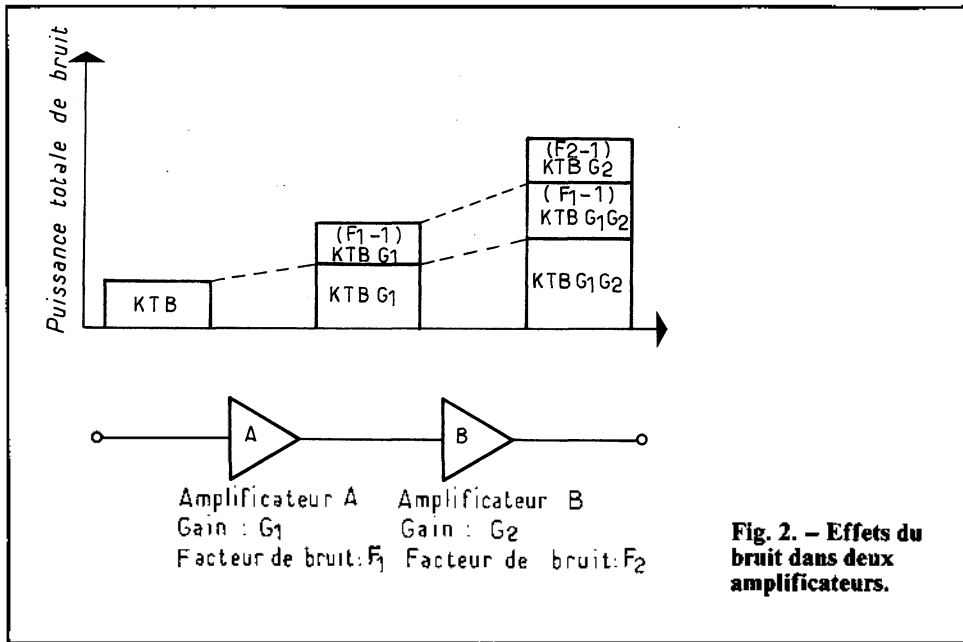 Puissance totale de bruit
KTB
(F1-1)
KTB G1
KTB G1
(F2-1)
KTB G2
(F1-1)
KTB G1G2
KTB G1G2
A
B
Amplificateur A
Gain : G1
Facteur de bruit: F1
Amplificateur B
Gain : G2
Facteur de bruit: F2
Fig. 2. – Effets du
bruit dans deux
amplificateurs.